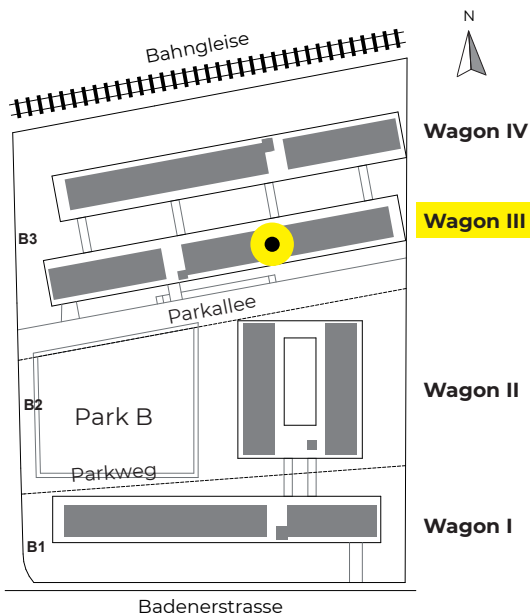 N
Bahngleise
Wagon IV
Wagon III
B3
Parkallee
Wagon II
B2
Park B
Parkweg
Wagon I
B1
Badenerstrasse